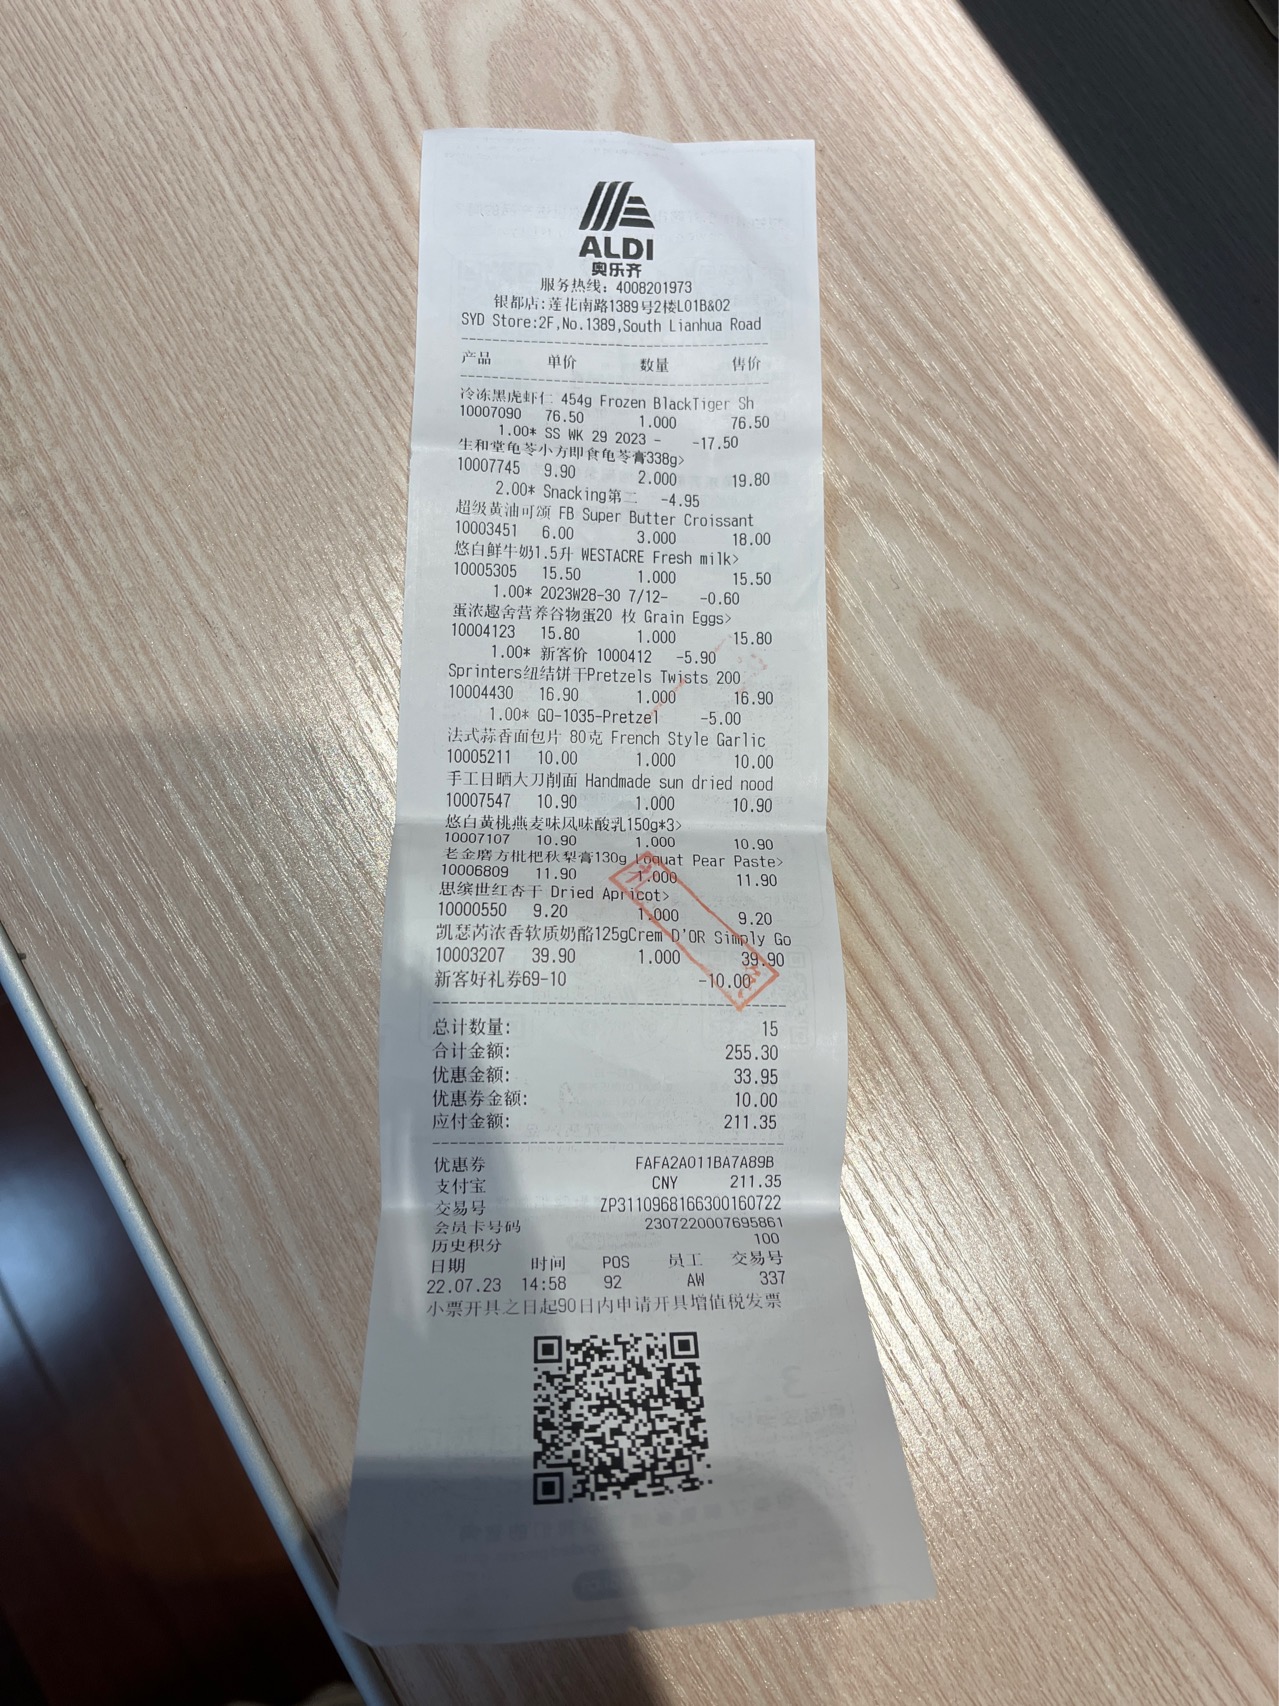 ALDI
奥乐齐
服务热线: 4008201973
银都店:莲花南路1389号2楼L01B&02
SYD Store:2F,No.1389,South Lianhua Road
产品 单价 数量 售价
冷冻黑虎虾仁 454g Frozen BlackTiger Sh
10007090 76.50 1.000 76.50
1.00* SS WK 29 2023 - -17.50
生和堂龟苓小方即食龟苓膏338g>
10007745 9.90 2.000 19.80
2.00* Snacking第二 -4.95
超级黄油可颂 FB Super Butter Croissant
10003451 6.00 3.000 18.00
悠白鲜牛奶1.5升 WESTACRE Fresh milk>
10005305 15.50 1.000 15.50
1.00* 2023W28-30 7/12- -0.60
蛋浓趣舍营养谷物蛋20 枚 Grain Eggs>
10004123 15.80 1.000 15.80
1.00* 新客价 1000412 -5.90
Sprinters纽结饼干Pretzels Twists 200
10004430 16.90 1.000 16.90
1.00* GO-1035-Pretzel -5.00
法式蒜香面包片 80克 French Style Garlic
10005211 10.00 1.000 10.00
手工日晒大刀削面 Handmade sun dried nood
10007547 10.90 1.000 10.90
悠白黄桃燕麦味风味酸乳150g*3>
10007107 10.90 1.000 10.90
老金磨方枇杷秋梨膏130g Loquat Pear Paste>
10006809 11.90 1.000 11.90
思缤世红杏干 Dried Apricot>
10000550 9.20 1.000 9.20
凯瑟芮浓香软质奶酪125gCrem D'OR Simply Go
10003207 39.90 1.000 39.90
新客好礼券69-10 -10.00
总计数量: 15
合计金额: 255.30
优惠金额: 33.95
优惠券金额: 10.00
应付金额: 211.35
优惠券 FAFA2A011BA7A89B
支付宝 CNY 211.35
交易号 ZP3110968166300160722
会员卡号码 2307220007695861
历史积分 100
日期 时间 POS 员工 交易号
22.07.23 14:58 92 AW 337
小票开具之日起90日内申请开具增值税发票